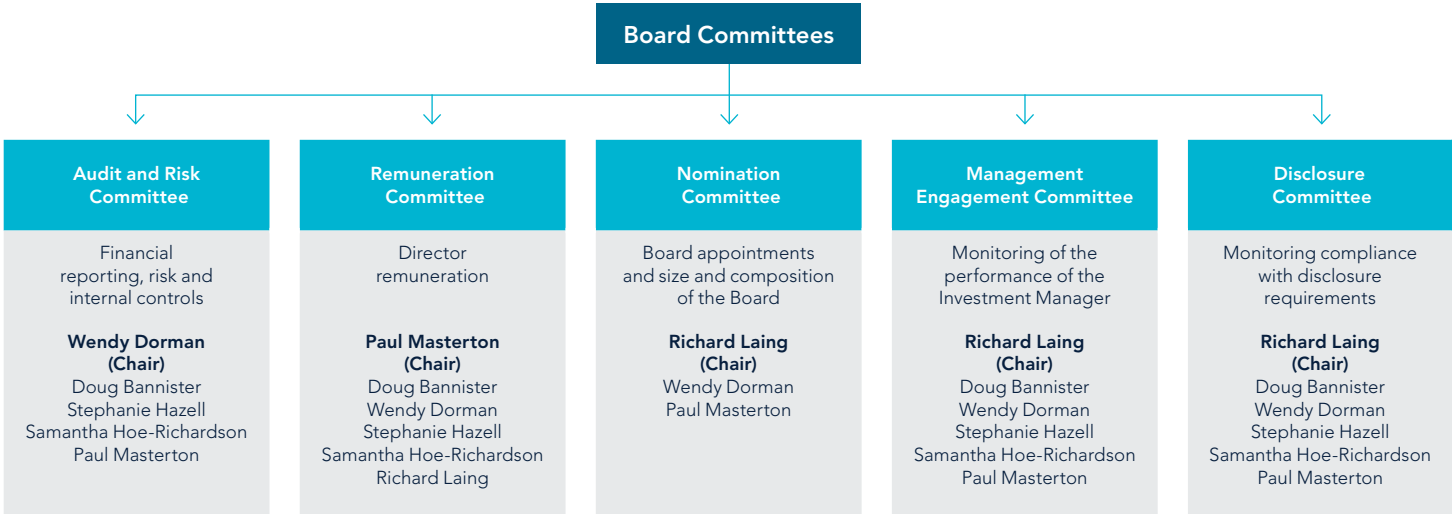 Board Committees
Audit and Risk
Committee
Financial
reporting, risk and
internal controls
Wendy Dorman
(Chair)
Doug Bannister
Stephanie Hazell
Samantha Hoe-Richardson
Paul Masterton
Remuneration
Committee
Director
remuneration
Paul Masterton
(Chair)
Doug Bannister
Wendy Dorman
Stephanie Hazell
Samantha Hoe-Richardson
Richard Laing
Nomination
Committee
Board appointments
and size and composition
of the Board
Richard Laing
(Chair)
Wendy Dorman
Paul Masterton
Management
Engagement Committee
Monitoring of the
performance of the
Investment Manager
Richard Laing
(Chair)
Doug Bannister
Wendy Dorman
Stephanie Hazell
Samantha Hoe-Richardson
Paul Masterton
Disclosure
Committee
Monitoring compliance
with disclosure
requirements
Richard Laing
(Chair)
Doug Bannister
Wendy Dorman
Stephanie Hazell
Samantha Hoe-Richardson
Paul Masterton